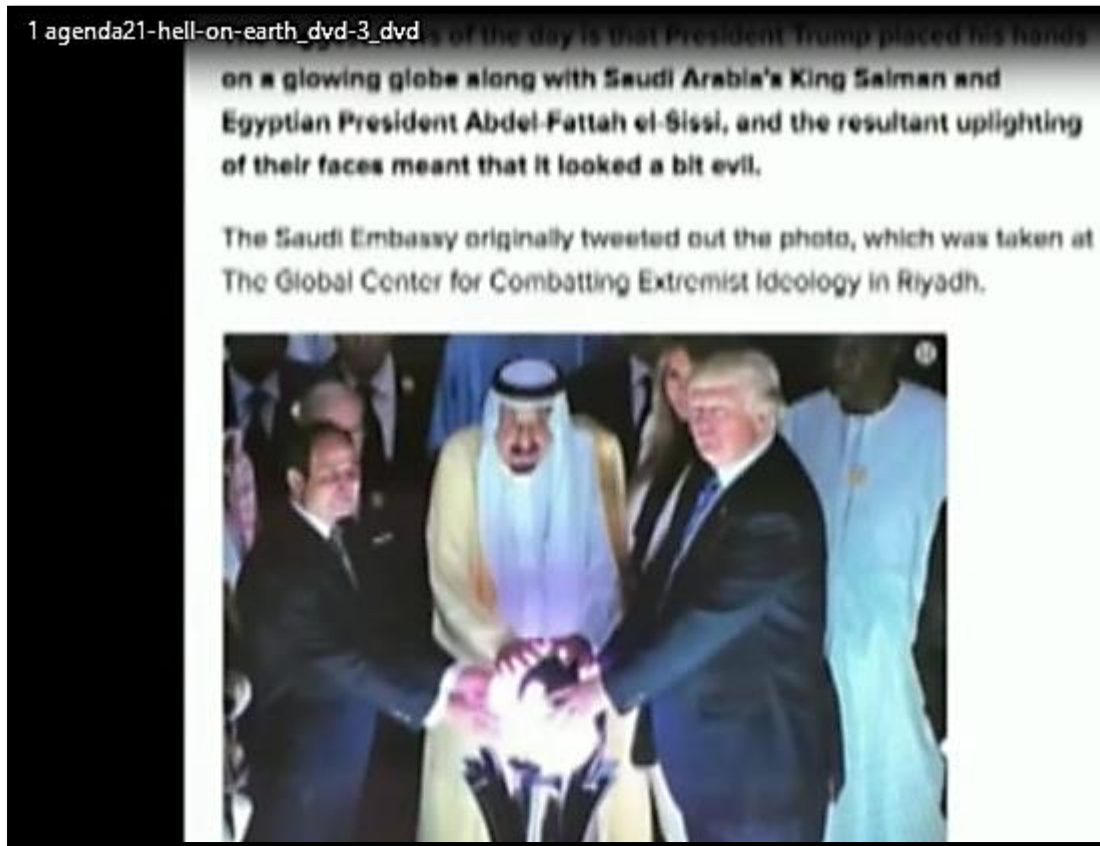 1 agenda21-hell-on-earth_dvd-3_dvd
of the day is that President Trump placed his hands
on a glowing globe along with Saudi Arabia's King Salman and
Egyptian President Abdel-Fattah el-Sissi, and the resultant uplighting
of their faces meant that it looked a bit evil.
The Saudi Embassy originally tweeted out the photo, which was taken at
The Global Center for Combatting Extremist Ideology in Riyadh.